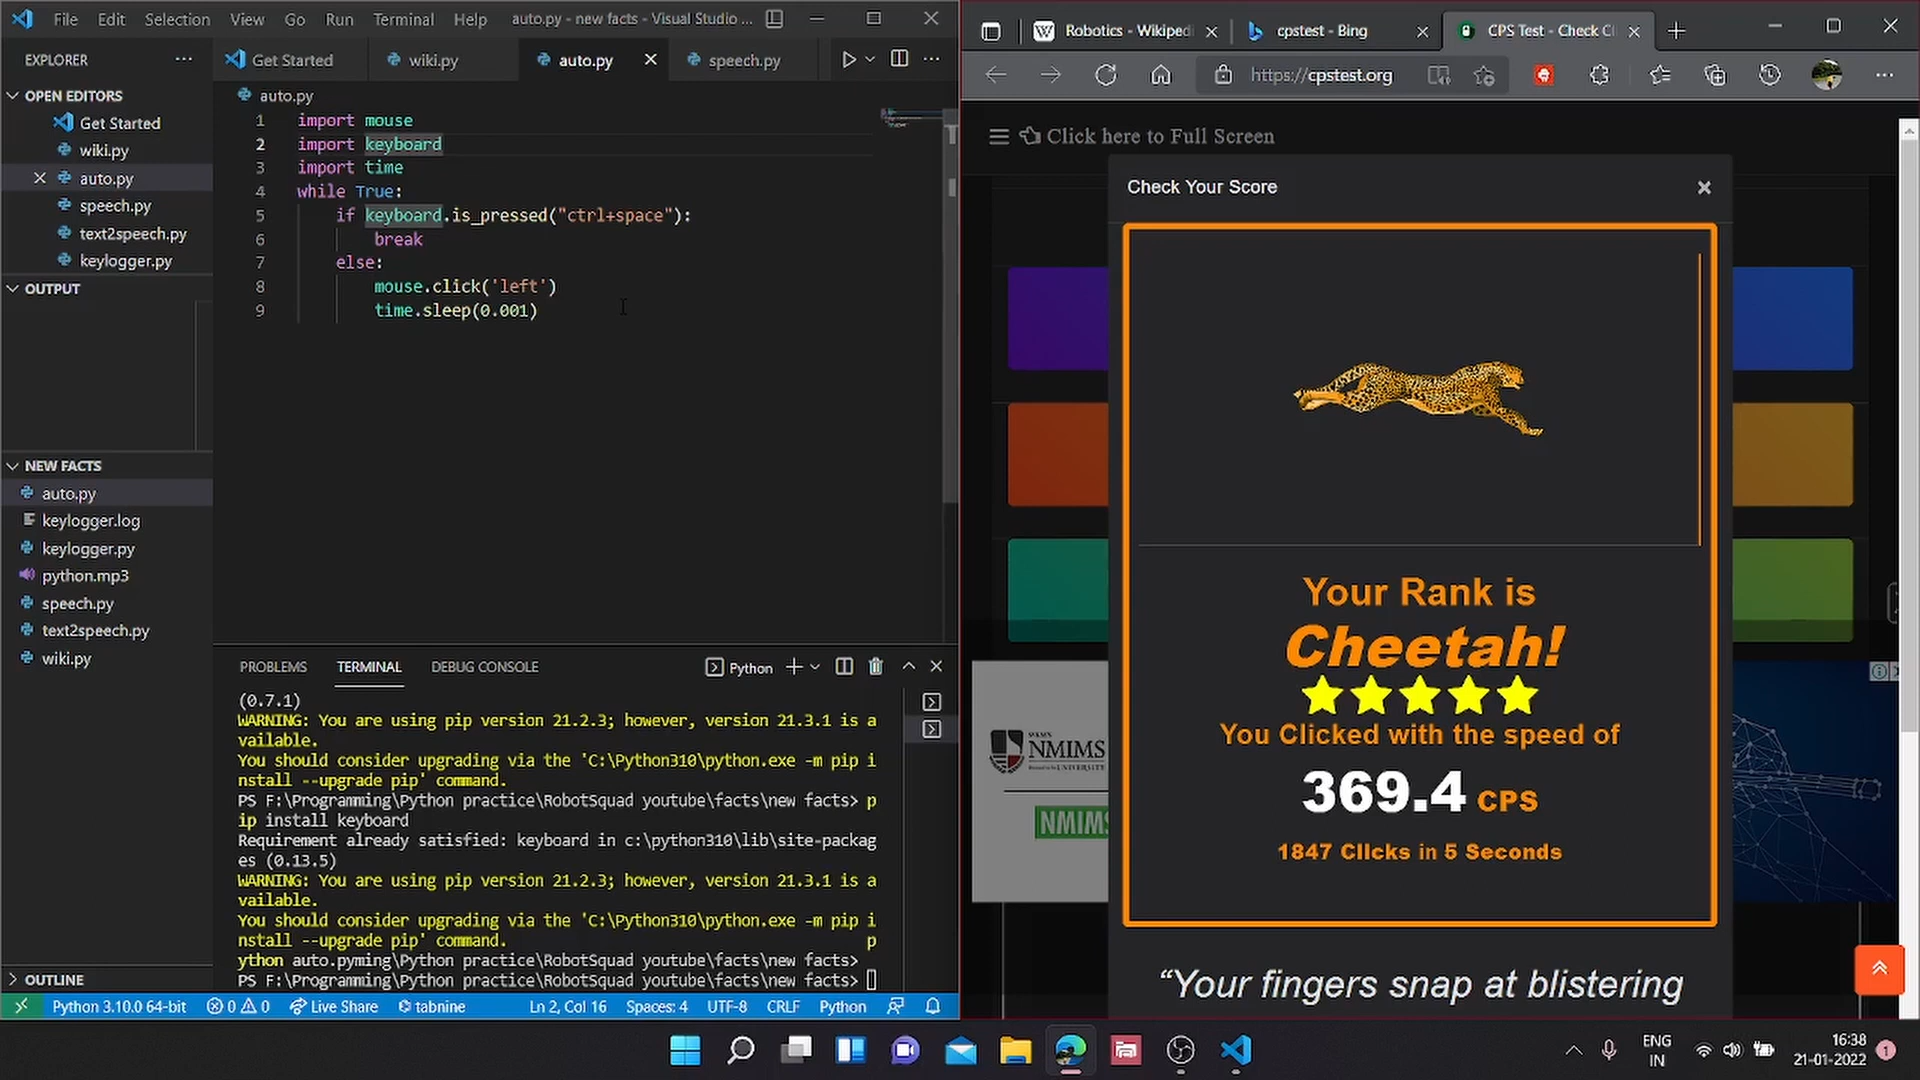 File Edit Selection View Go Run Terminal Help auto.py - new facts - Visual Studio ...
EXPLORER
OPEN EDITORS
Get Started
wiki.py
auto.py
speech.py
text2speech.py
keylogger.py
OUTPUT
NEW FACTS
auto.py
keylogger.log
keylogger.py
python.mp3
speech.py
text2speech.py
wiki.py
OUTLINE
Get Started wiki.py auto.py speech.py
auto.py
1 import mouse
2 import keyboard
3 import time
4 while True:
5 if keyboard.is_pressed("ctrl+space"):
6 break
7 else:
8 mouse.click('left')
9 time.sleep(0.001)
PROBLEMS TERMINAL DEBUG CONSOLE Python
(0.7.1)
WARNING: You are using pip version 21.2.3; however, version 21.3.1 is a
vailable.
You should consider upgrading via the 'C:\Python310\python.exe -m pip i
nstall --upgrade pip' command.
PS F:\Programming\Python practice\RobotSquad youtube\facts\new facts> p
ip install keyboard
Requirement already satisfied: keyboard in c:\python310\lib\site-packag
es (0.13.5)
WARNING: You are using pip version 21.2.3; however, version 21.3.1 is a
vailable.
You should consider upgrading via the 'C:\Python310\python.exe -m pip i
nstall --upgrade pip' command. p
ython auto.pyming\Python practice\RobotSquad youtube\facts\new facts>
PS F:\Programming\Python practice\RobotSquad youtube\facts\new facts>
Python 3.10.0 64-bit 0 0 Live Share tabnine Ln 2, Col 16 Spaces: 4 UTF-8 CRLF Python
Robotics - Wikipedi cpstest - Bing CPS Test - Check Cl
https://cpstest.org
Click here to Full Screen
Check Your Score
Your Rank is
Cheetah!
You Clicked with the speed of
369.4 CPS
1847 Clicks in 5 Seconds
“Your fingers snap at blistering
NMIMS
NMIMS
ENG
IN
16:38
21-01-2022
1